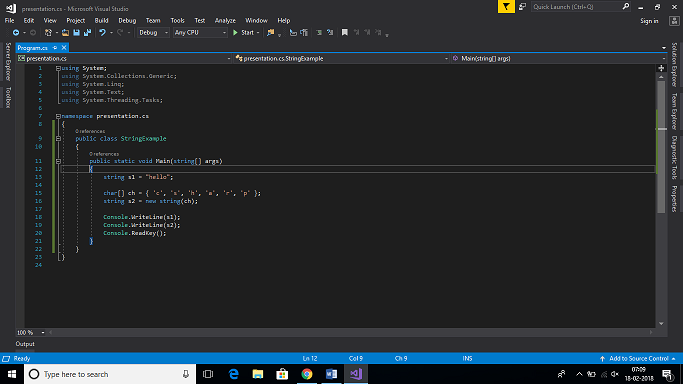 presentation.cs - Microsoft Visual Studio
Quick Launch (Ctrl+Q)
File Edit View Project Build Debug Team Tools Test Analyze Window Help
Sign in
Debug Any CPU Start
Server Explorer
Toolbox
Program.cs
presentation.cs presentation.cs.StringExample Main(string[] args)
1 using System;
2 using System.Collections.Generic;
3 using System.Linq;
4 using System.Text;
5 using System.Threading.Tasks;
6
7 namespace presentation.cs
8 {
0 references
9 public class StringExample
10 {
0 references
11 public static void Main(string[] args)
12 {
13 string s1 = "hello";
14
15 char[] ch = { 'c', 's', 'h', 'a', 'r', 'p' };
16 string s2 = new string(ch);
17
18 Console.WriteLine(s1);
19 Console.WriteLine(s2);
20 Console.ReadKey();
21 }
22 }
23 }
24
Solution Explorer
Team Explorer
Diagnostic Tools
Properties
100 %
Output
Ready Ln 12 Col 9 Ch 9 INS Add to Source Control
Type here to search
07:09
18-02-2018